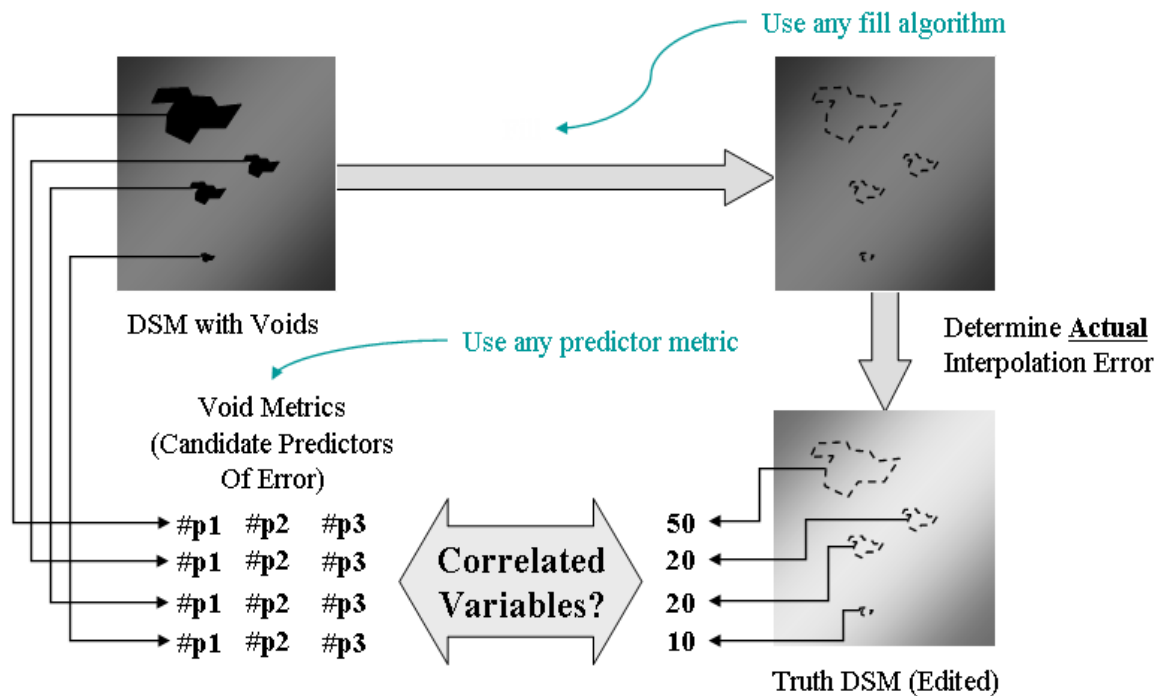 Use any fill algorithm
DSM with Voids
Use any predictor metric
Determine Actual
Interpolation Error
Void Metrics
(Candidate Predictors
Of Error)
#p1 #p2 #p3 50
#p1 #p2 #p3 20
#p1 #p2 #p3 20
#p1 #p2 #p3 10
Correlated
Variables?
Truth DSM (Edited)